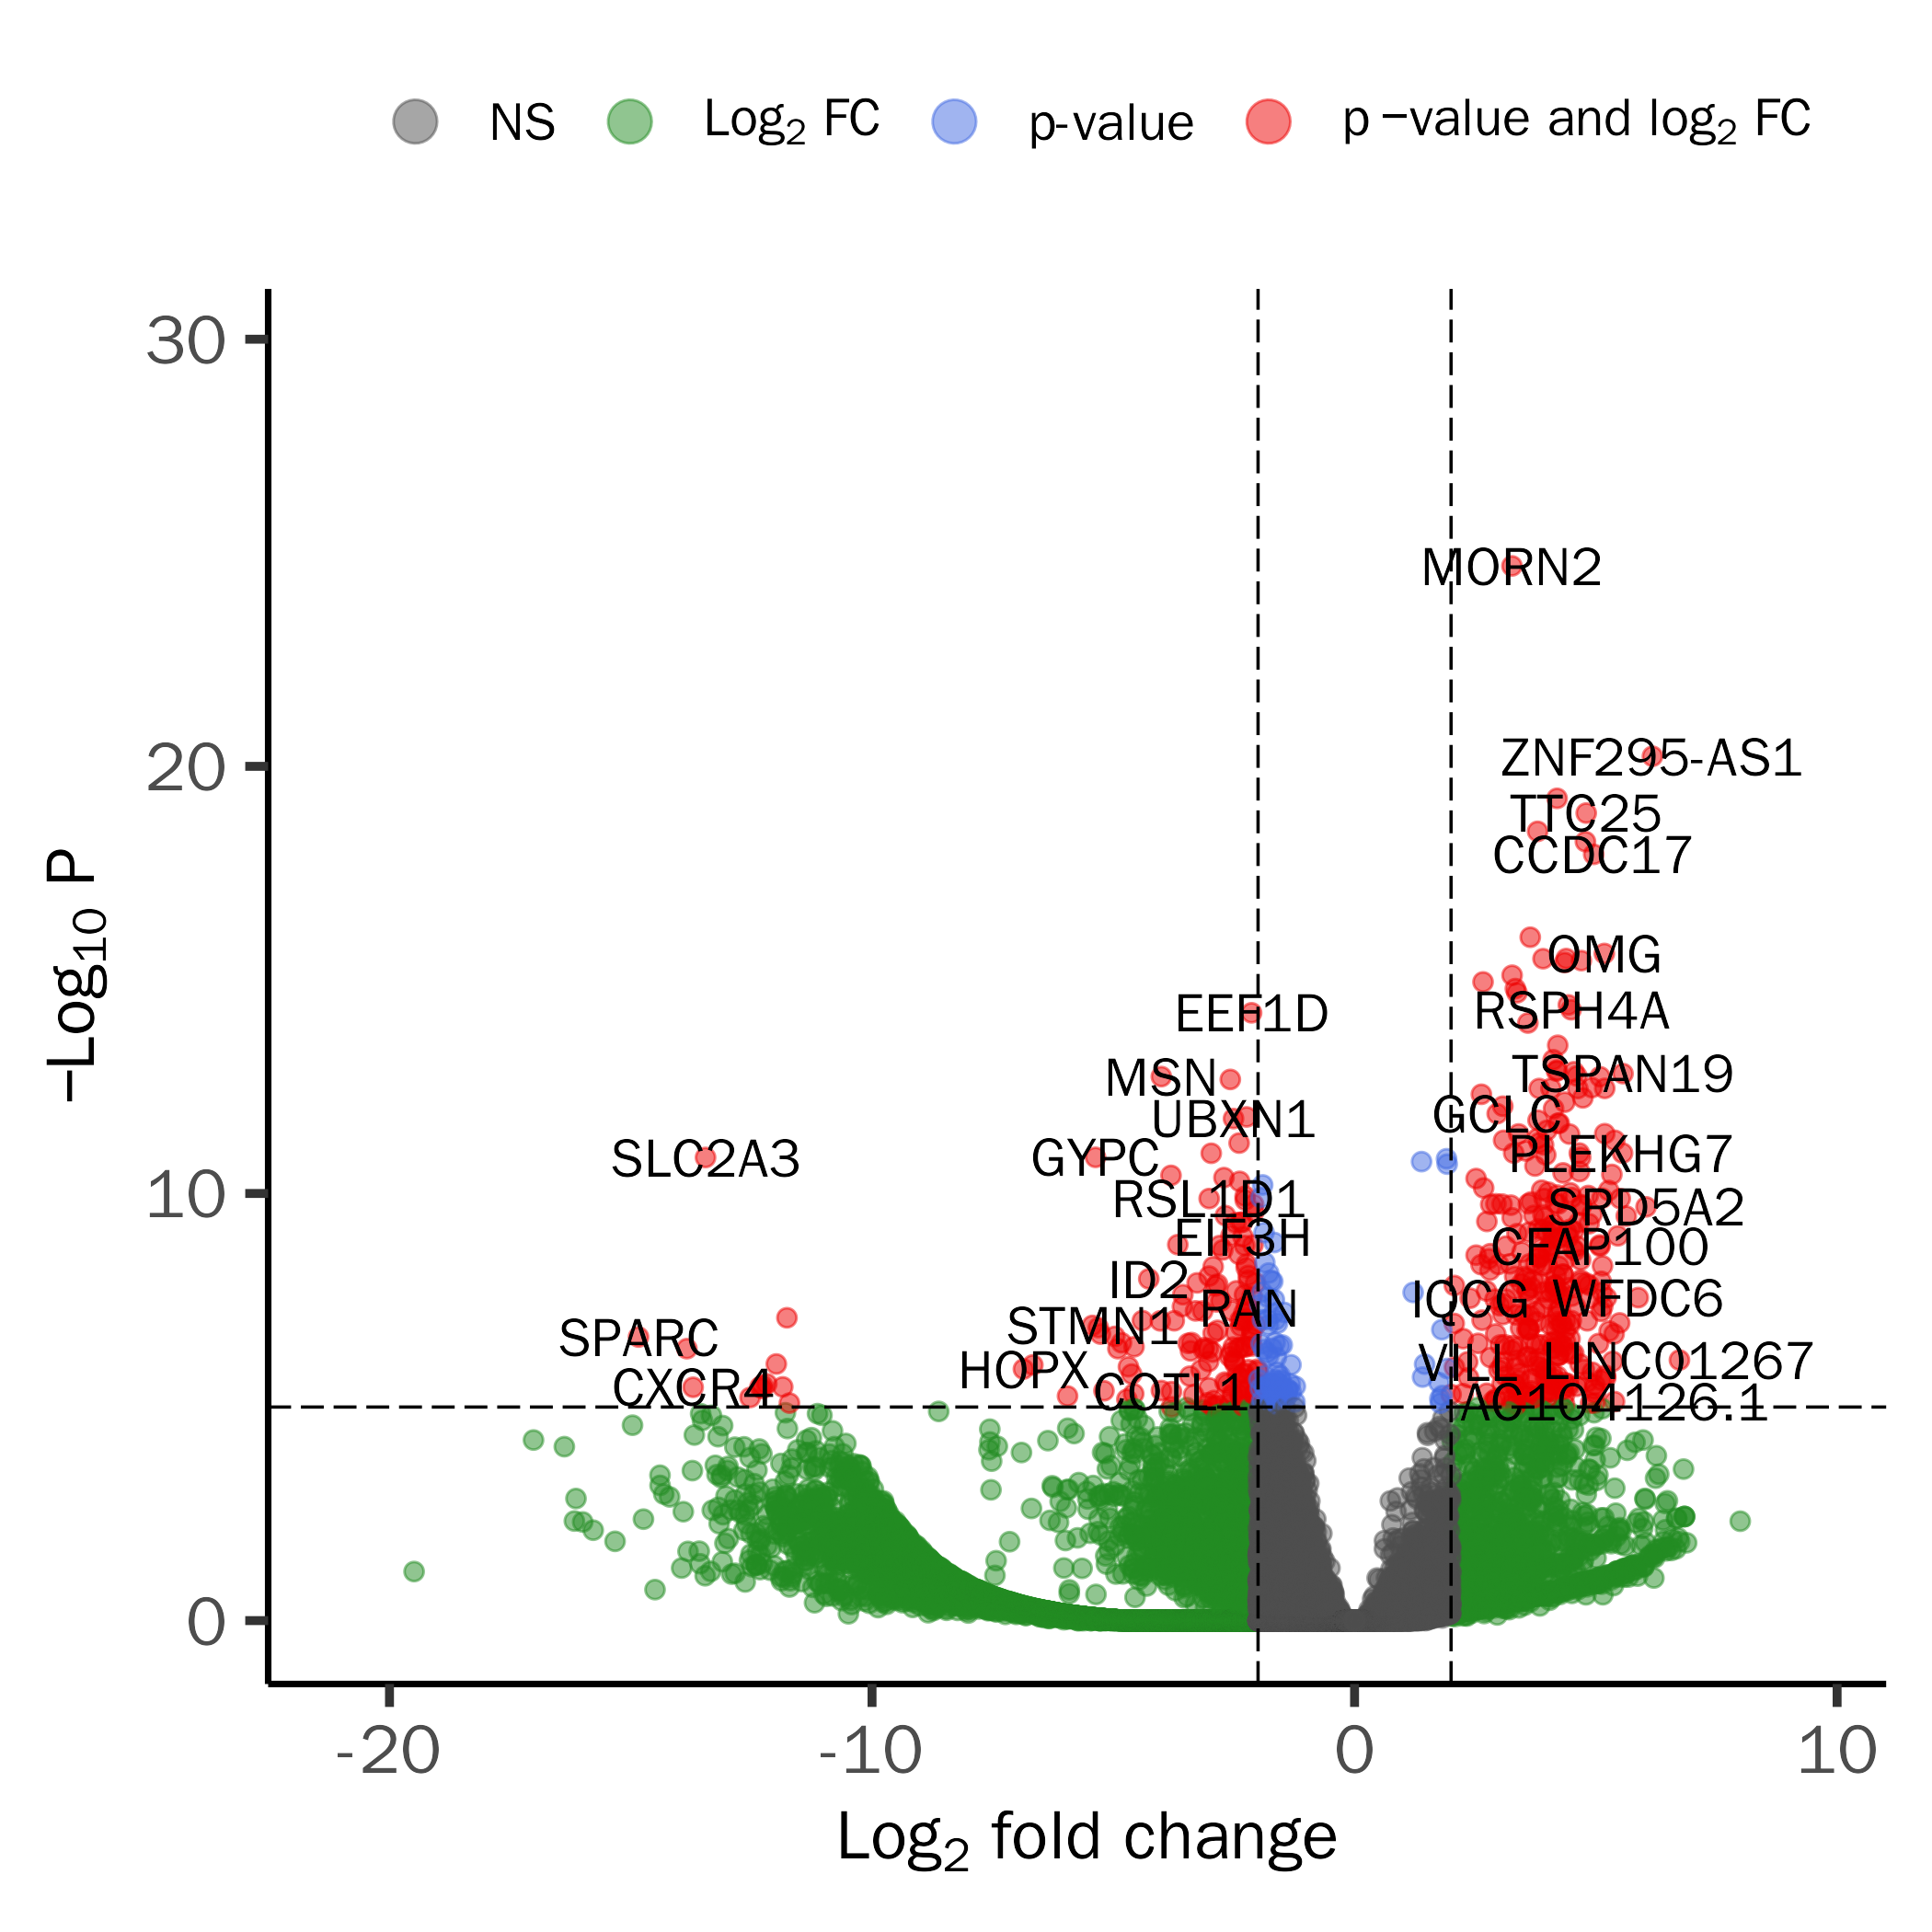 NS Log2 FC p-value p −value and log2 FC
30
MORN2
20
ZNF295-AS1
TTC25
CCDC17
−Log10 P
OMG
EEF1D RSPH4A
MSN TSPAN19
UBXN1 GCLC
SLC2A3 GYPC PLEKHG7
10
RSL1D1 SRD5A2
EIF3H CFAP100
ID2
RAN IQCG WFDC6
SPARC STMN1
HOPX VILL LINC01267
CXCR4 COTL1 AC104126.1
0
-20 -10 0 10
Log2 fold change